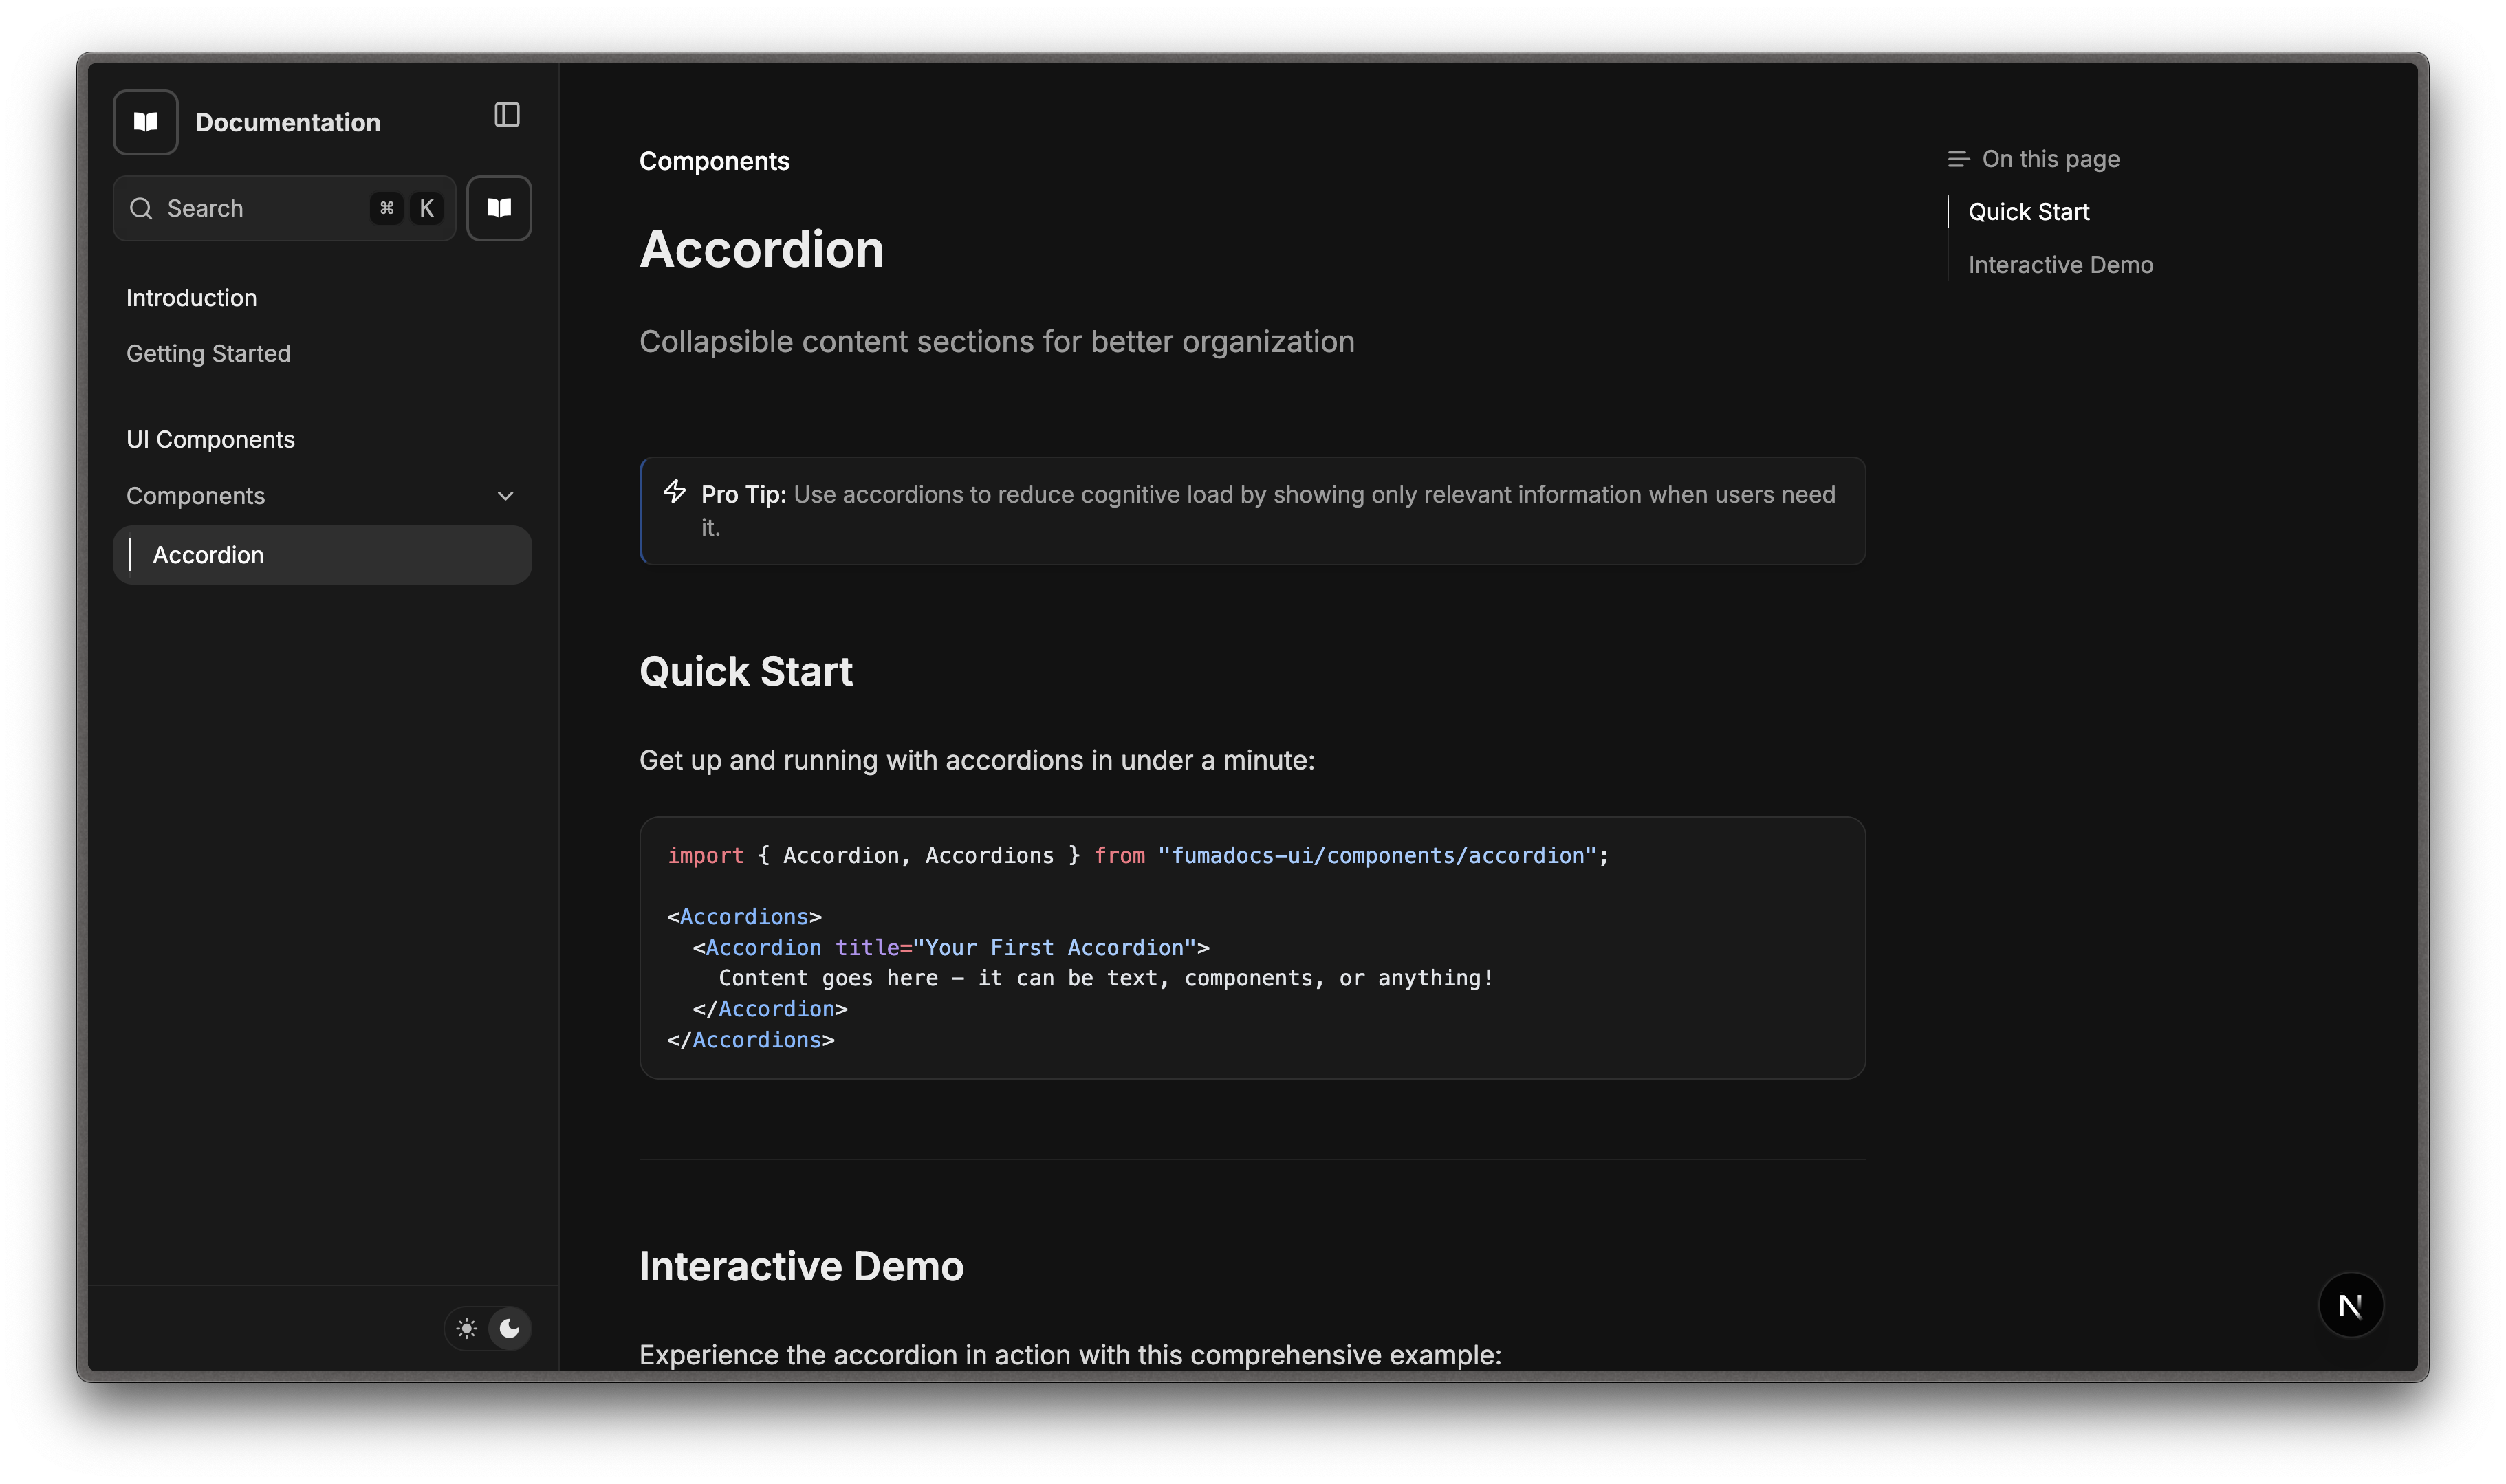 Documentation
Search ⌘ K
Introduction
Getting Started
UI Components
Components
Accordion
Components
Accordion
Collapsible content sections for better organization
Pro Tip: Use accordions to reduce cognitive load by showing only relevant information when users need
it.
Quick Start
Get up and running with accordions in under a minute:
import { Accordion, Accordions } from "fumadocs-ui/components/accordion";
<Accordions>
  <Accordion title="Your First Accordion">
    Content goes here - it can be text, components, or anything!
  </Accordion>
</Accordions>
Interactive Demo
Experience the accordion in action with this comprehensive example:
On this page
Quick Start
Interactive Demo
N